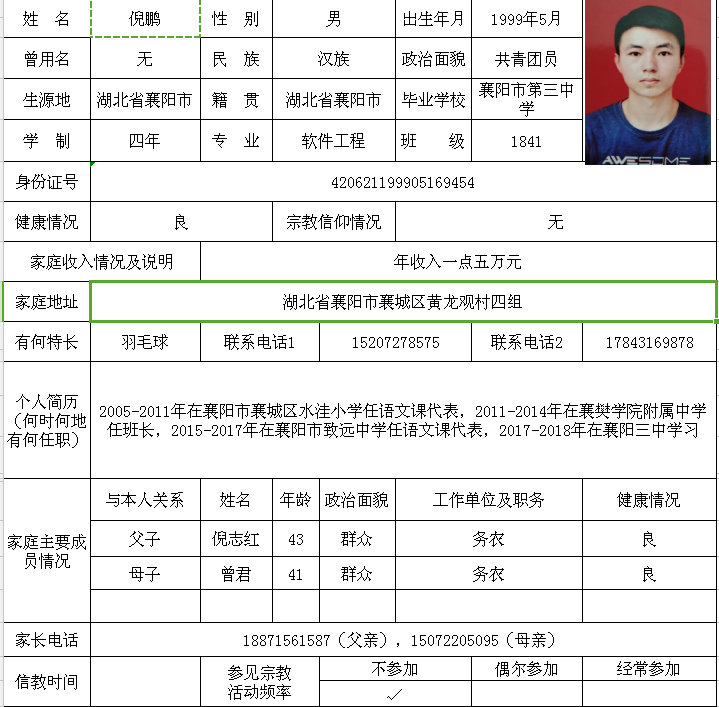 姓 名 倪鹏 性 别 男 出生年月 1999年5月
曾用名 无 民 族 汉族 政治面貌 共青团员
生源地 湖北省襄阳市 籍 贯 湖北省襄阳市 毕业学校 襄阳市第三中
学
学 制 四年 专 业 软件工程 班 级 1841
AWESOME
身份证号 420621199905169454
健康情况 良 宗教信仰情况 无
家庭收入情况及说明 年收入一点五万元
家庭地址 湖北省襄阳市襄城区黄龙观村四组
有何特长 羽毛球 联系电话1 15207278575 联系电话2 17843169878
个人简历
(何时何地
有何任职)
2005-2011年在襄阳市襄城区水洼小学任语文课代表，2011-2014年在襄樊学院附属中学
任班长，2015-2017年在襄阳市致远中学任语文课代表，2017-2018年在襄阳三中学习
家庭主要成
员情况
与本人关系 姓名 年龄 政治面貌 工作单位及职务 健康情况
父子 倪志红 43 群众 务农 良
母子 曾君 41 群众 务农 良
家长电话 18871561587（父亲），15072205095（母亲）
信教时间 参见宗教
活动频率
不参加 偶尔参加 经常参加
✓